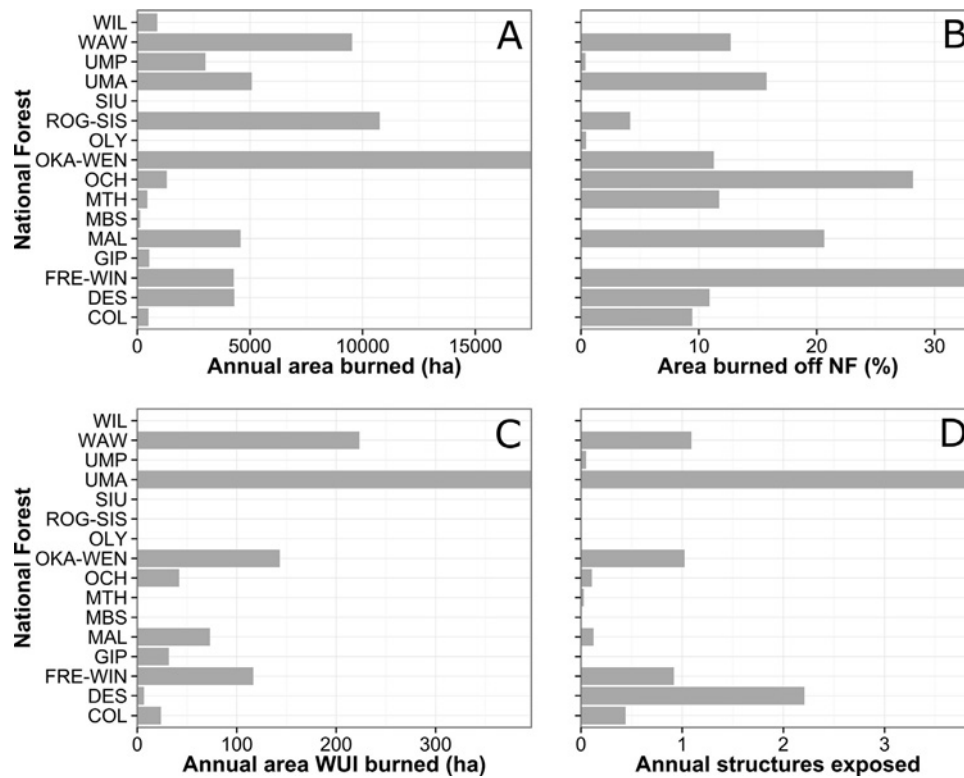 A
National Forest
WIL
WAW
UMP
UMA
SIU
ROG-SIS
OLY
OKA-WEN
OCH
MTH
MBS
MAL
GIP
FRE-WIN
DES
COL
0 5000 10000 15000
Annual area burned (ha)
B
0 10 20 30
Area burned off NF (%)
C
National Forest
WIL
WAW
UMP
UMA
SIU
ROG-SIS
OLY
OKA-WEN
OCH
MTH
MBS
MAL
GIP
FRE-WIN
DES
COL
0 100 200 300
Annual area WUI burned (ha)
D
0 1 2 3
Annual structures exposed